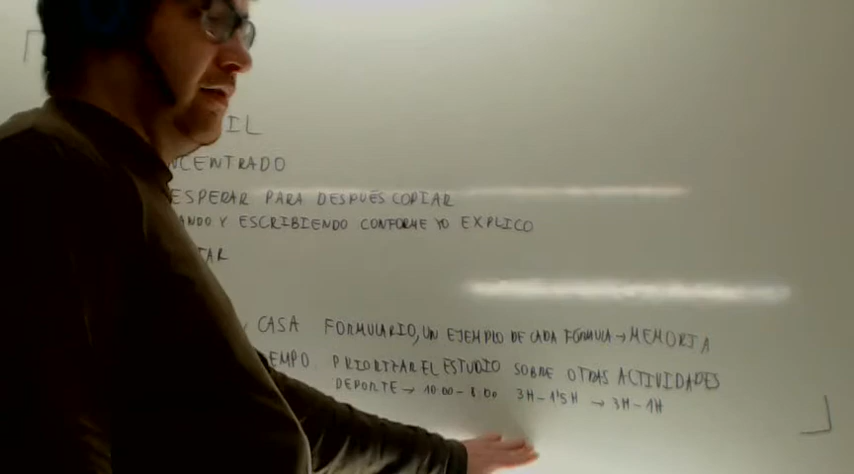 IL
NCENTRADO
ESPERAR PARA DESPUÉS COPIAR
ANDO Y ESCRIBIENDO CONFORME YO EXPLICO
TAR
CASA FORMULARIO, UN EJEMPLO DE CADA FÓRMULA → MEMORIA
EMPO PRIORIZAR EL ESTUDIO SOBRE OTRAS ACTIVIDADES
DEPORTE → 10:00 - 8:00 3H - 1'5H → 3H - 1H